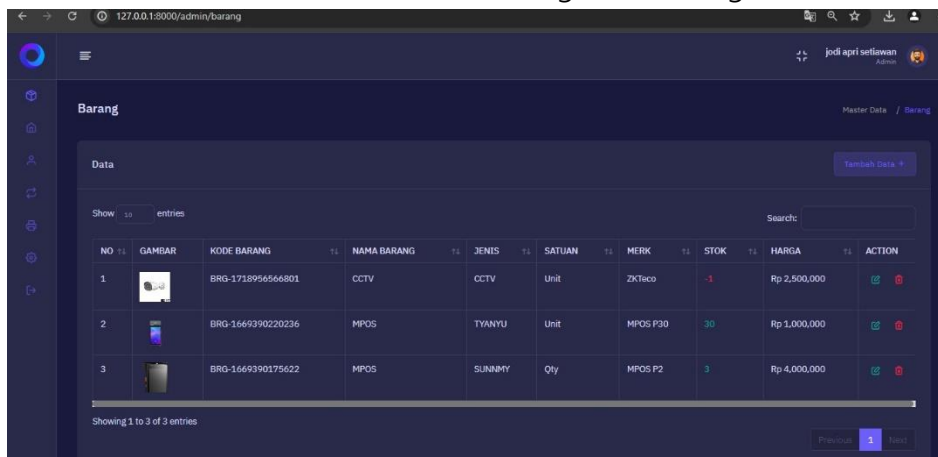 127.0.0.1:8000/admin/barang
jodi apri setiawan
Admin
Barang
Master Data / Barang
Data
Tambah Data +
Show 10 entries
Search:
NO GAMBAR KODE BARANG NAMA BARANG JENIS SATUAN MERK STOK HARGA ACTION
1 BRG-1718956566801 CCTV CCTV Unit ZKTeco -1 Rp 2,500,000
2 BRG-1669390220236 MPOS TYANYU Unit MPOS P30 30 Rp 1,000,000
3 BRG-1669390175622 MPOS SUNNMY Qty MPOS P2 3 Rp 4,000,000
Showing 1 to 3 of 3 entries
Previous 1 Next